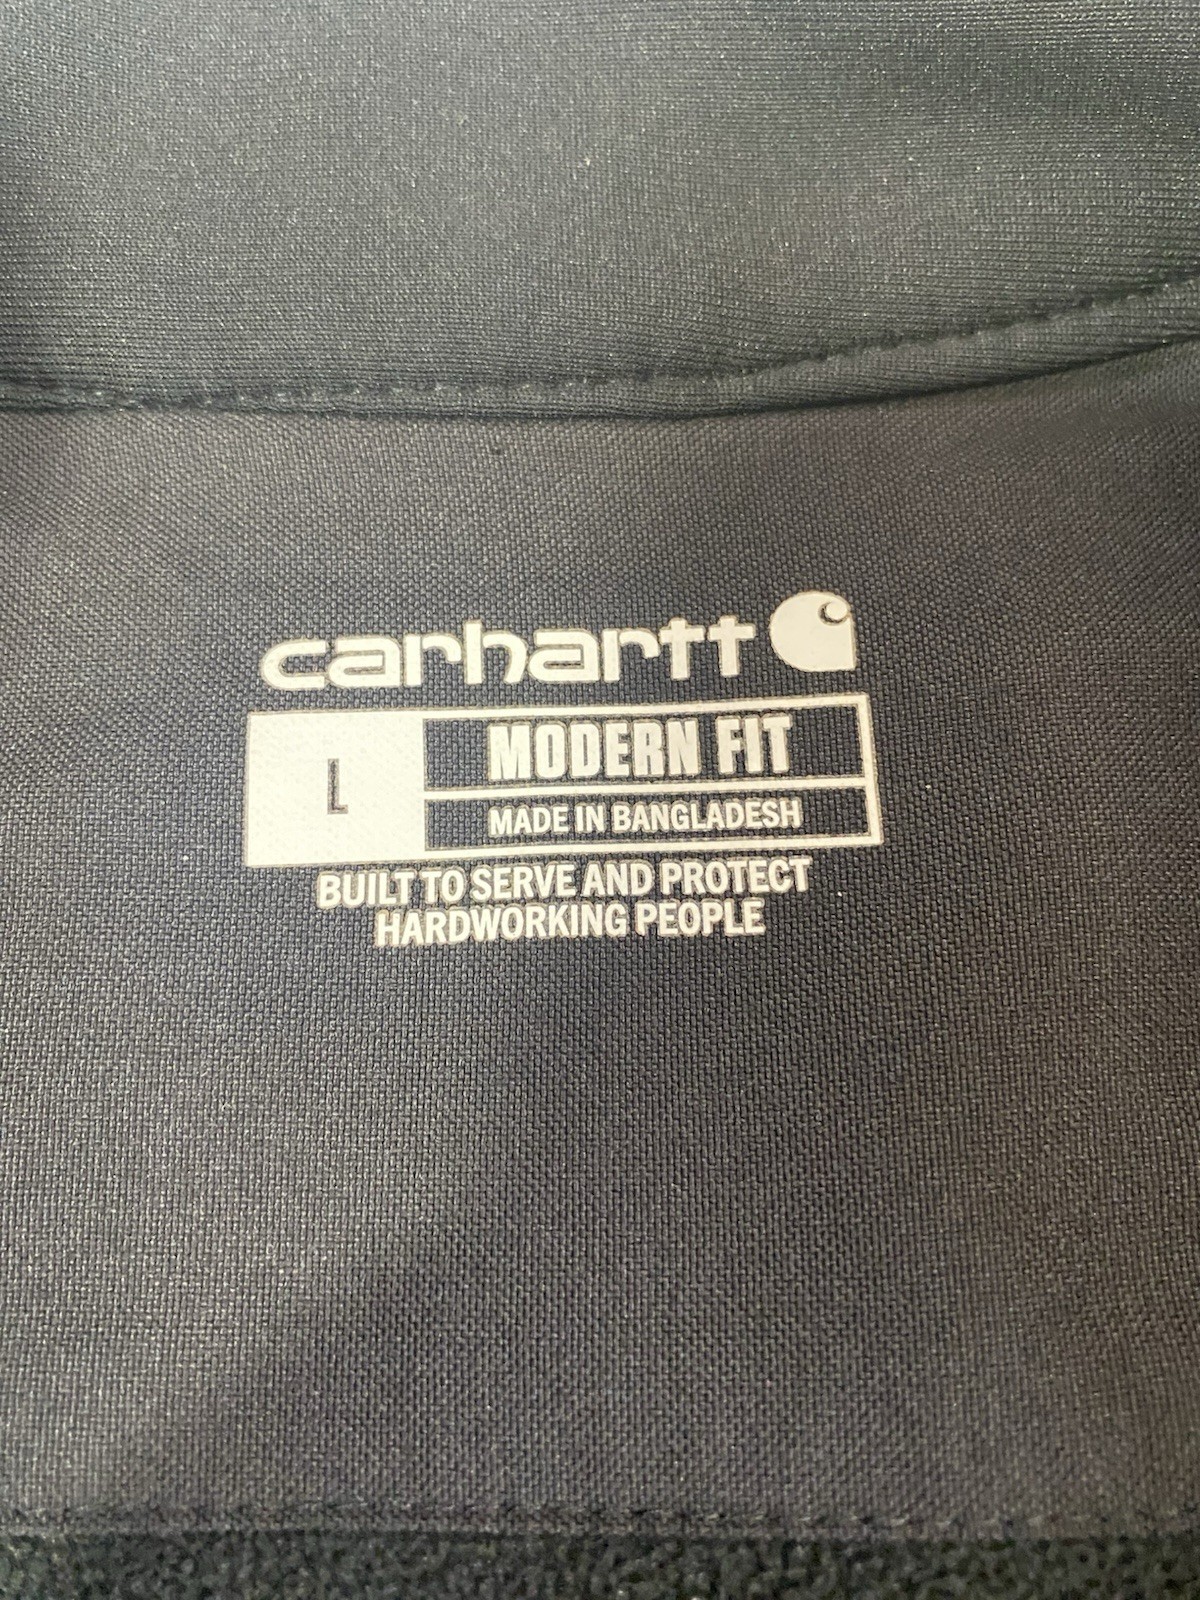 carhartt
L
MODERN FIT
MADE IN BANGLADESH
BUILT TO SERVE AND PROTECT
HARDWORKING PEOPLE